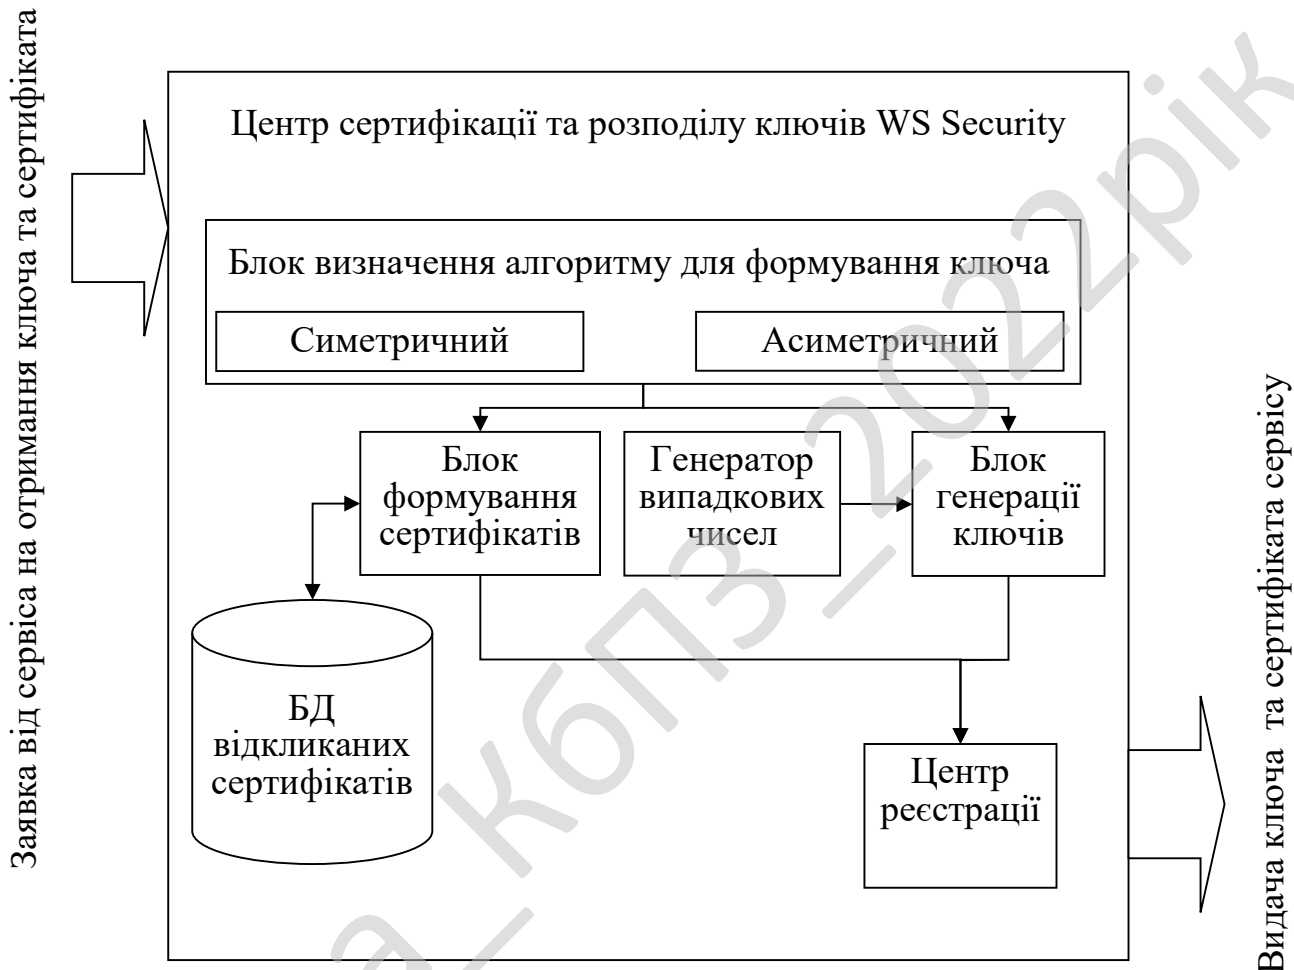 Заявка від сервіса на отримання ключа та сертифіката
Центр сертифікації та розподілу ключів WS Security
Блок визначення алгоритму для формування ключа
Симетричний
Асиметричний
Блок
формування
сертифікатів
Генератор
випадкових
чисел
Блок
генерації
ключів
БД
відкликаних
сертифікатів
Центр
реєстрації
Видача ключа та сертифіката сервісу
а_КбПЗ_2022рік